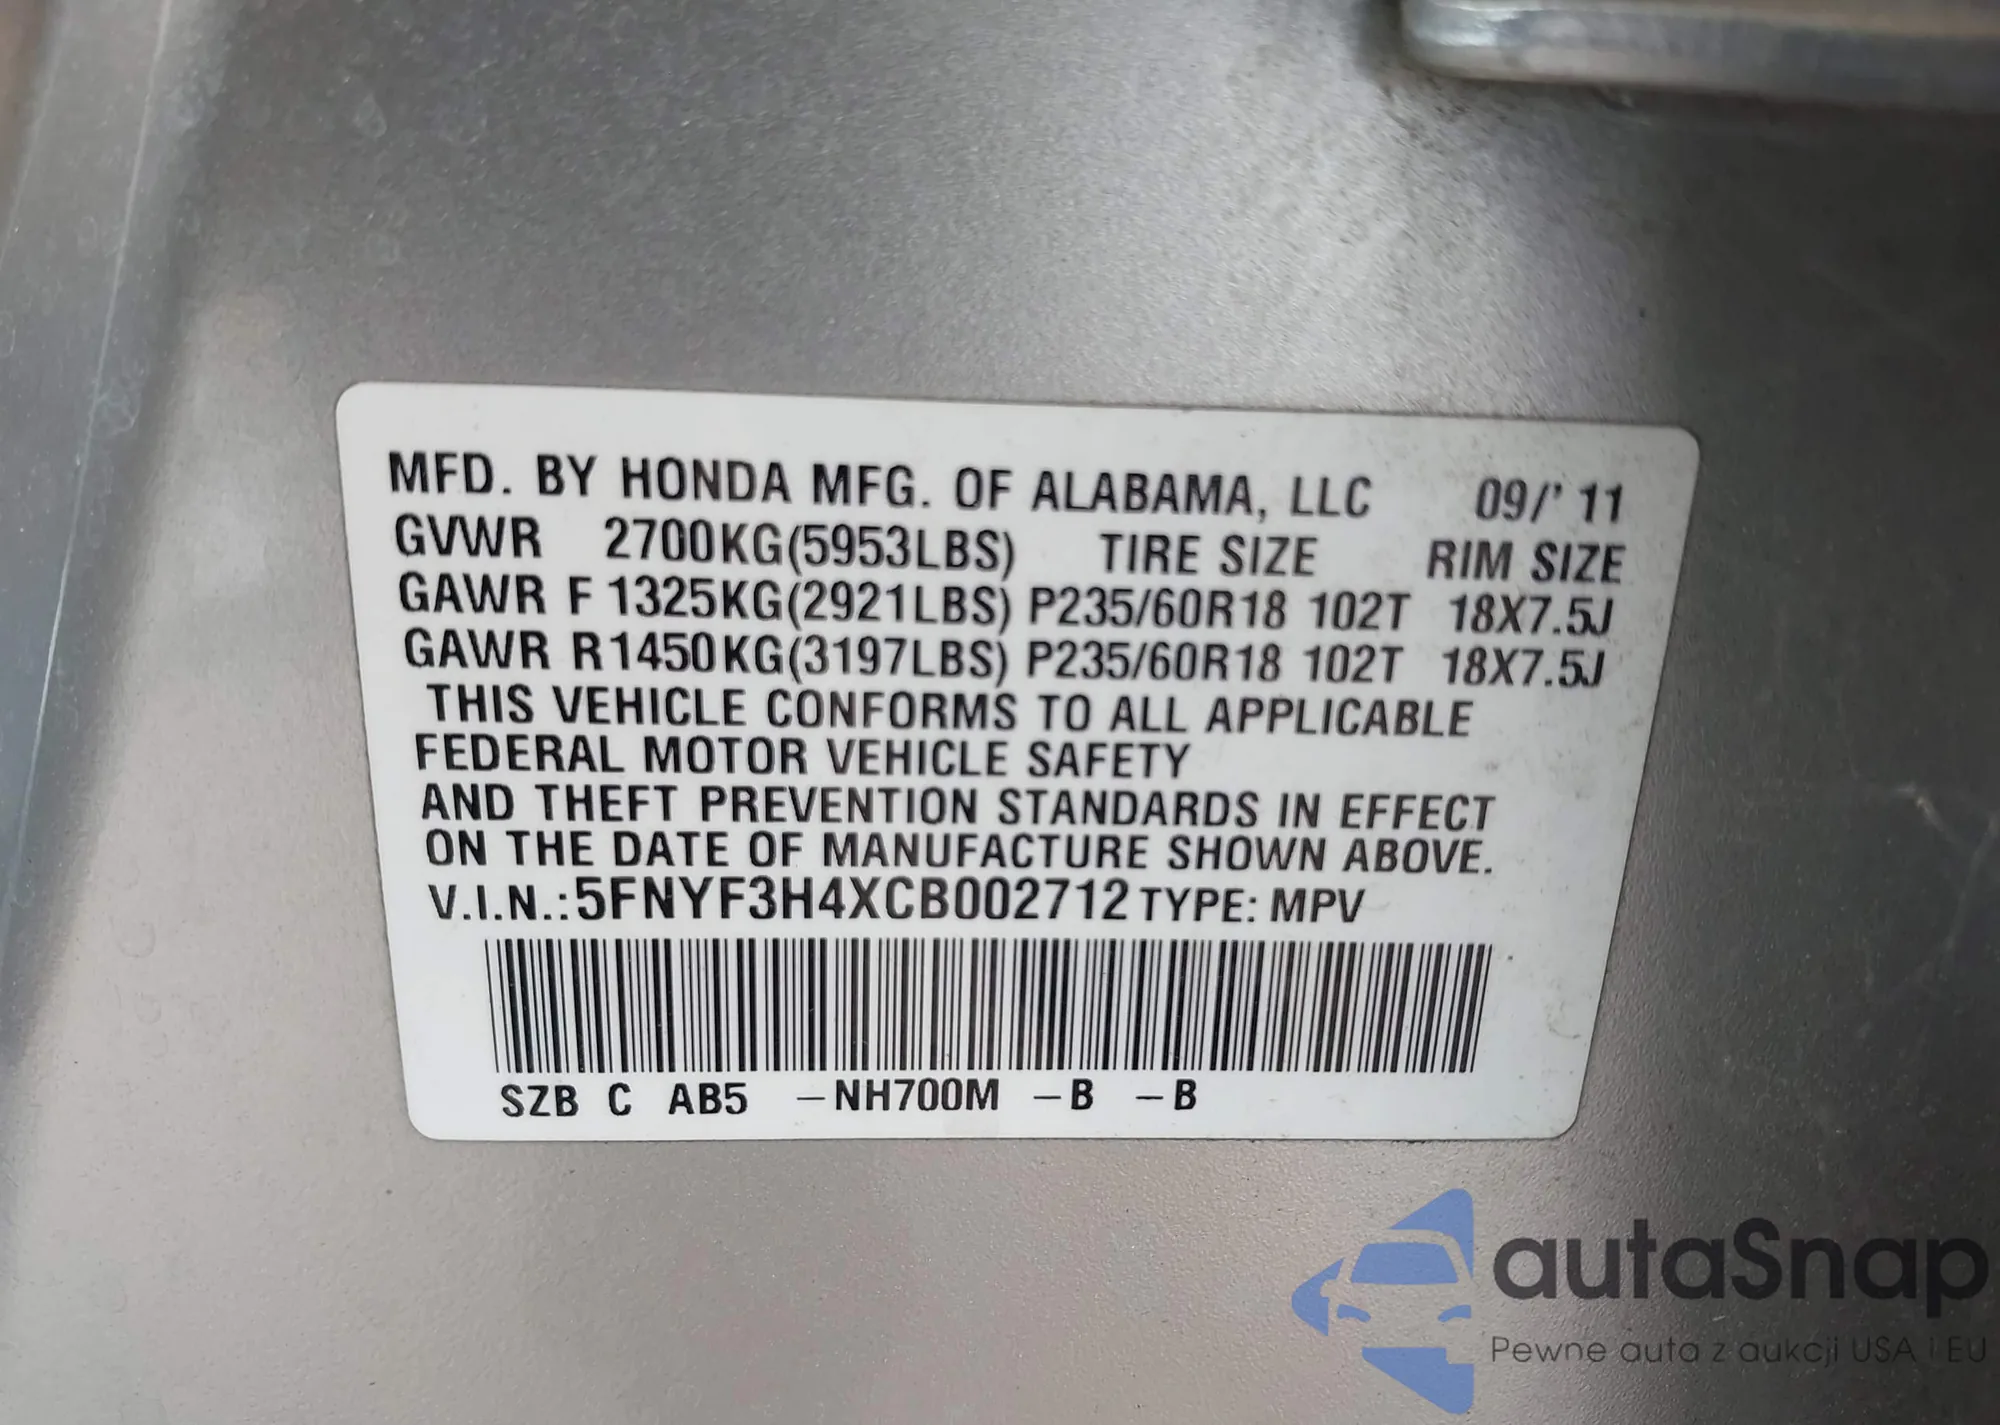 MFD. BY HONDA MFG. OF ALABAMA, LLC 09/' 11
GVWR 2700KG(5953LBS) TIRE SIZE RIM SIZE
GAWR F 1325KG(2921LBS) P235/60R18 102T 18X7.5J
GAWR R 1450KG(3197LBS) P235/60R18 102T 18X7.5J
THIS VEHICLE CONFORMS TO ALL APPLICABLE
FEDERAL MOTOR VEHICLE SAFETY
AND THEFT PREVENTION STANDARDS IN EFFECT
ON THE DATE OF MANUFACTURE SHOWN ABOVE.
V.I.N.:5FNYF3H4XCB002712 TYPE: MPV
SZB C AB5 –NH700M –B –B
autaSnap
Pewne auta z aukcji USA i EU